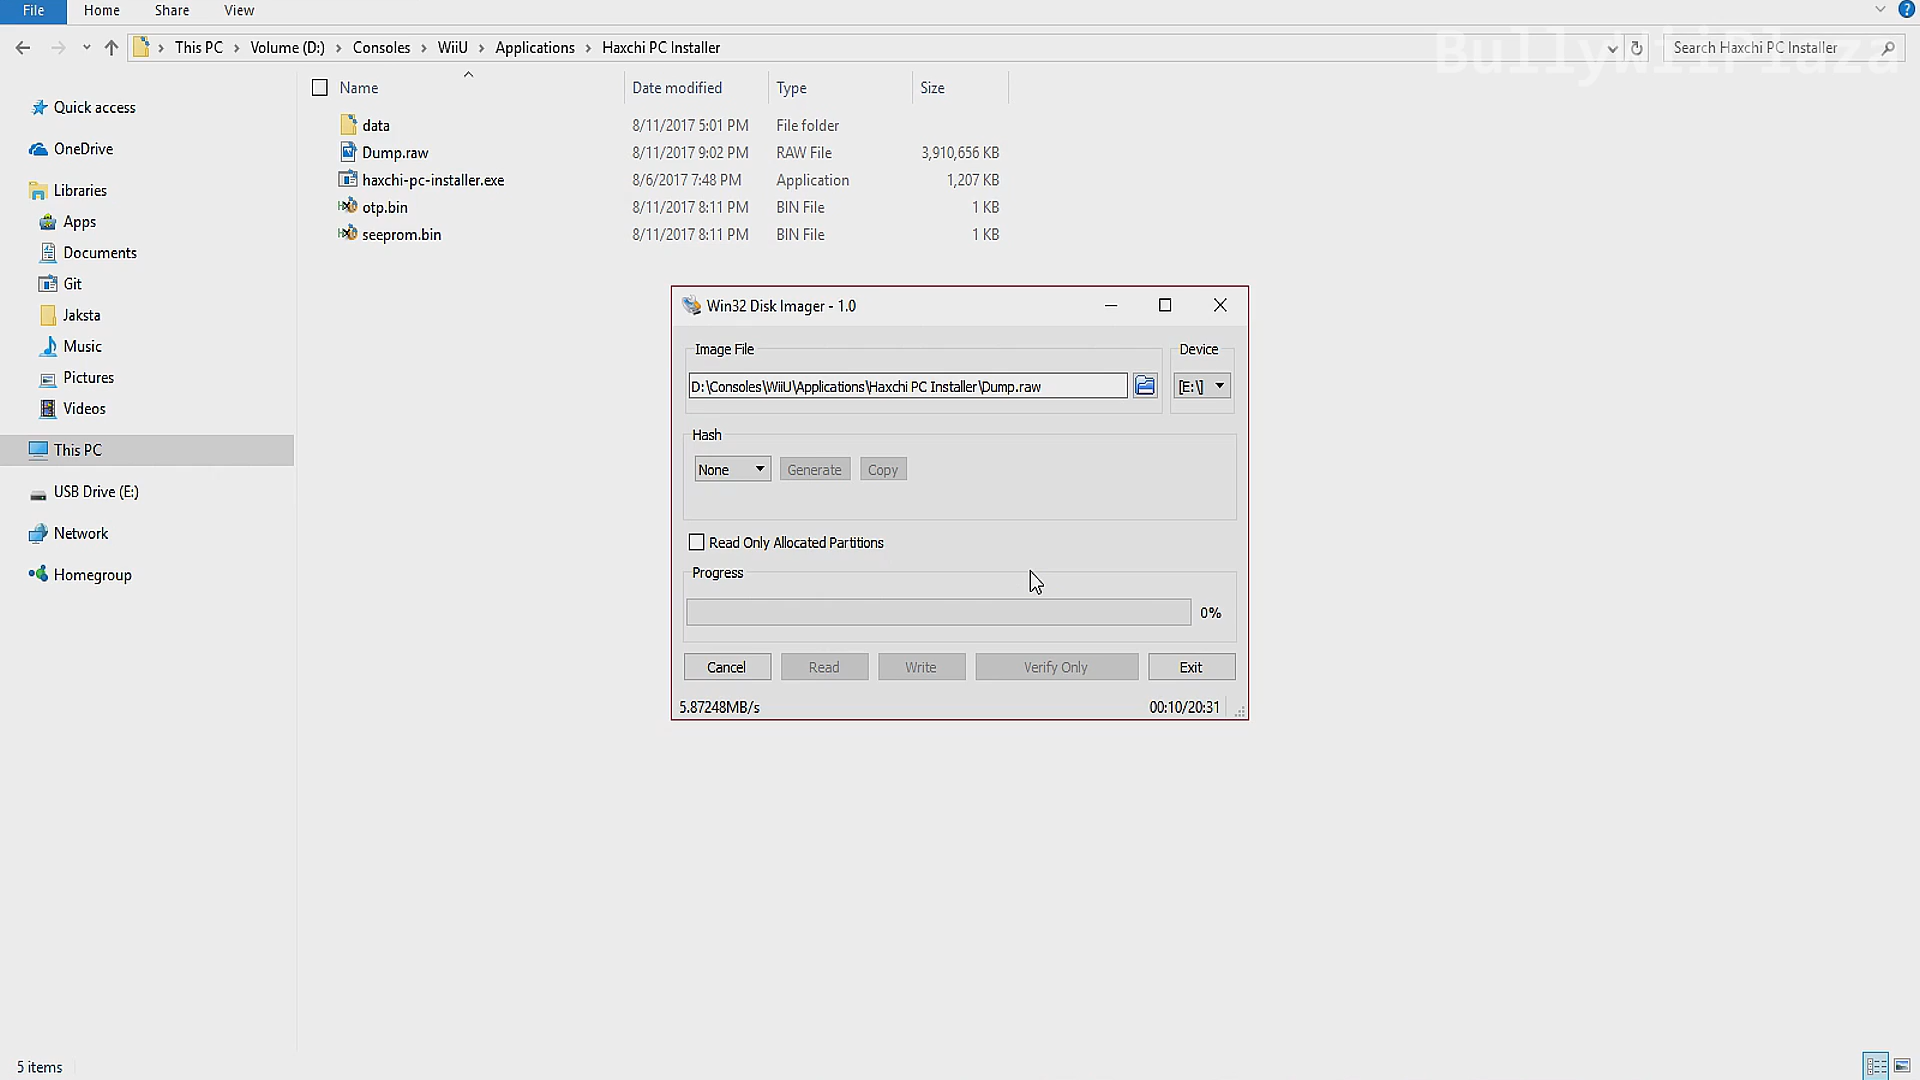 File Home Share View
This PC Volume (D:) Consoles WiiU Applications Haxchi PC Installer
Search Haxchi PC Installer
BullyWiiPlaza
Name Date modified Type Size
data 8/11/2017 5:01 PM File folder
Dump.raw 8/11/2017 9:02 PM RAW File 3,910,656 KB
haxchi-pc-installer.exe 8/6/2017 7:48 PM Application 1,207 KB
otp.bin 8/11/2017 8:11 PM BIN File 1 KB
seeprom.bin 8/11/2017 8:11 PM BIN File 1 KB
Quick access
OneDrive
Libraries
Apps
Documents
Git
Jaksta
Music
Pictures
Videos
This PC
USB Drive (E:)
Network
Homegroup
Win32 Disk Imager - 1.0
Image File Device
D:\Consoles\WiiU\Applications\Haxchi PC Installer\Dump.raw [E:\]
Hash
None Generate Copy
Read Only Allocated Partitions
Progress
0%
Cancel Read Write Verify Only Exit
5.87248MB/s 00:10/20:31
5 items